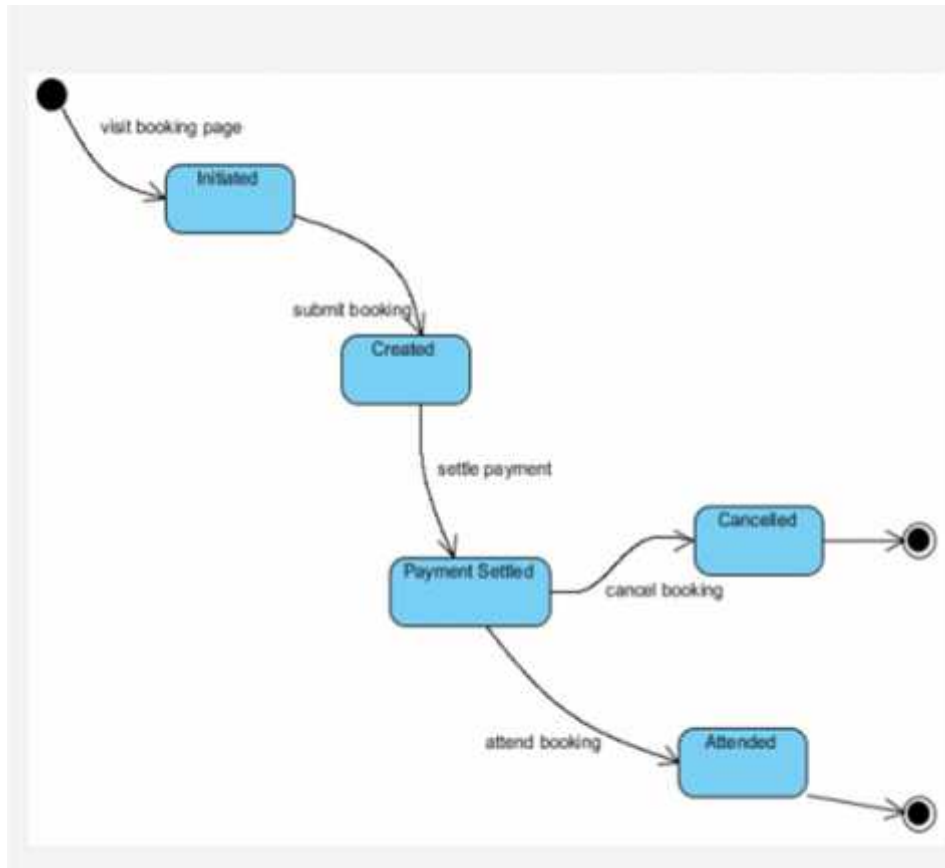 visit booking page
Initiated
submit booking
Created
settle payment
Cancelled
Payment Settled
cancel booking
attend booking
Attended